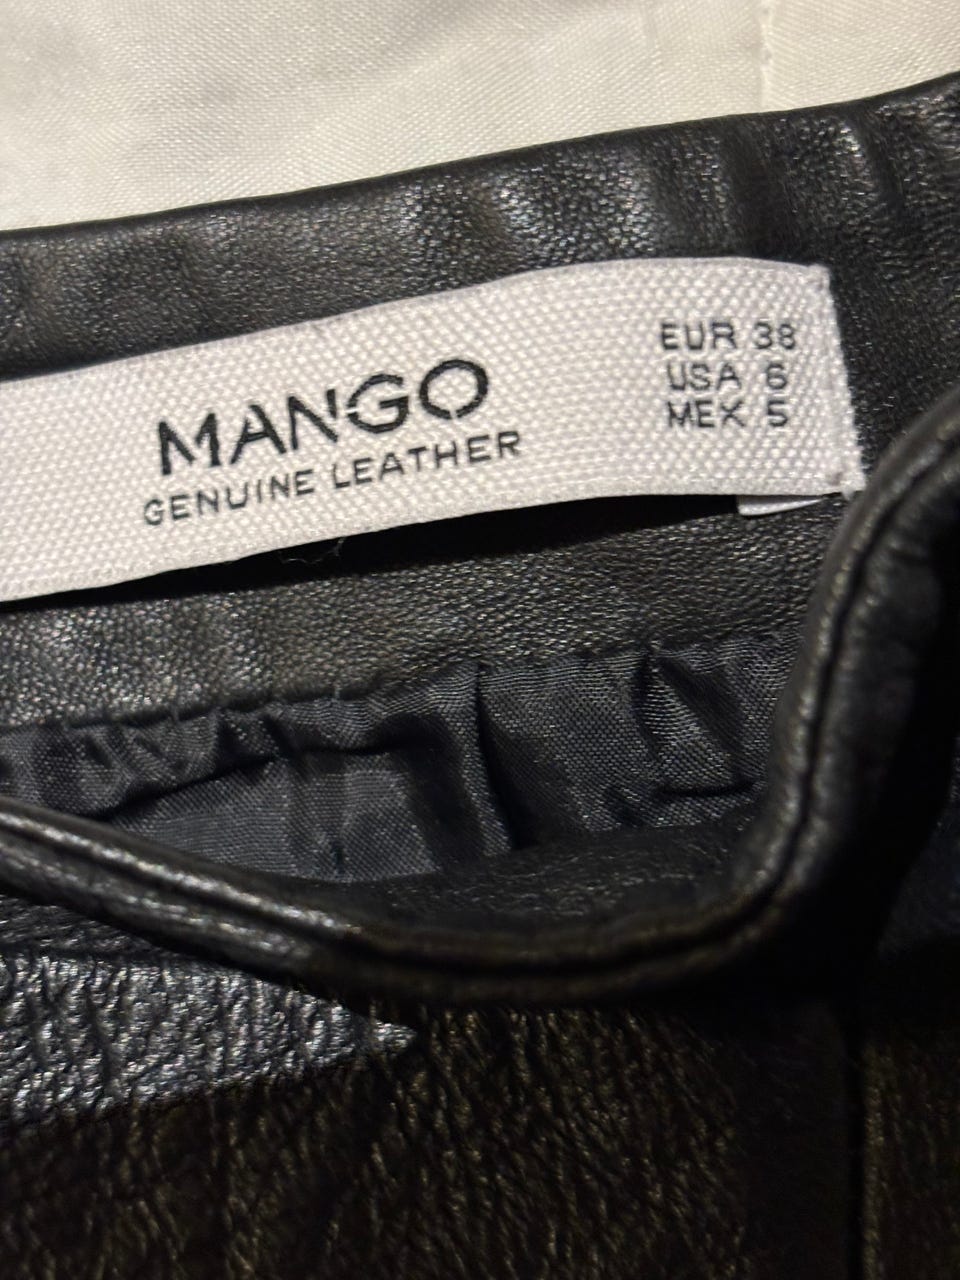 MANGO
GENUINE LEATHER
EUR 38
USA 6
MEX 5